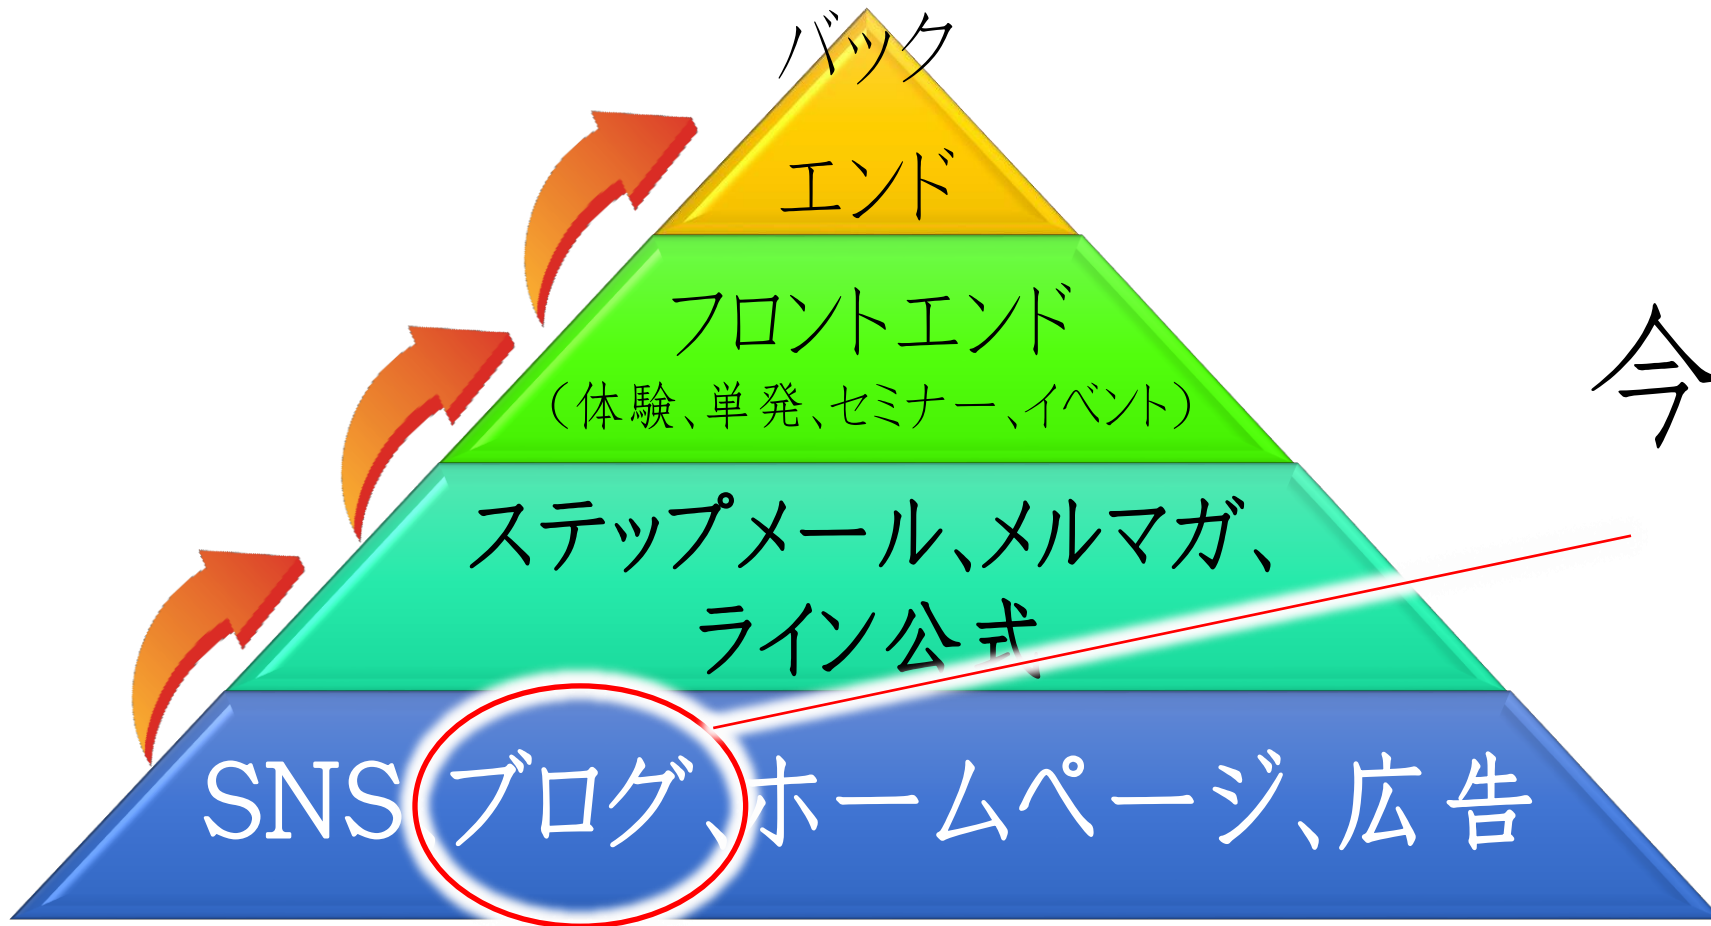 バック
エンド
フロントエンド
（体験、単発、セミナー、イベント）
今
ステップメール、メルマガ、
ライン公式
SNS ブログ、ホームページ、広告